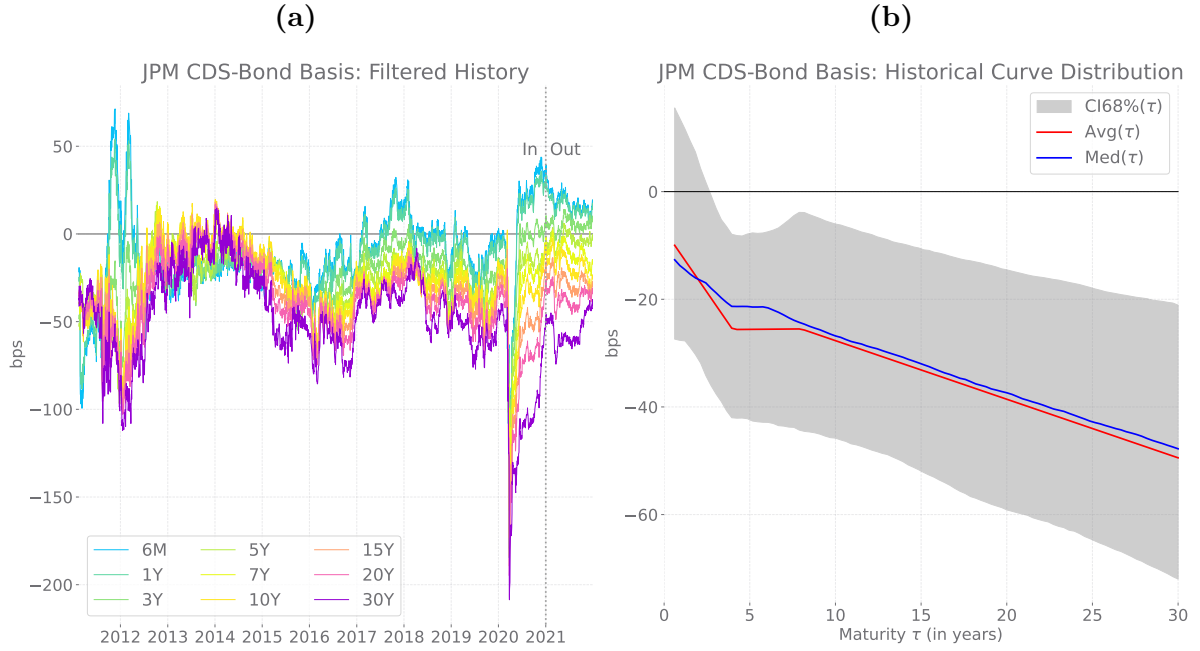 (a)
JPM CDS-Bond Basis: Filtered History
bps
50
0
−50
−100
−150
−200
In Out
6M 5Y 15Y
1Y 7Y 20Y
3Y 10Y 30Y
2012 2013 2014 2015 2016 2017 2018 2019 2020 2021
(b)
JPM CDS-Bond Basis: Historical Curve Distribution
bps
0
−20
−40
−60
CI68%(τ)
Avg(τ)
Med(τ)
0 5 10 15 20 25 30
Maturity τ (in years)